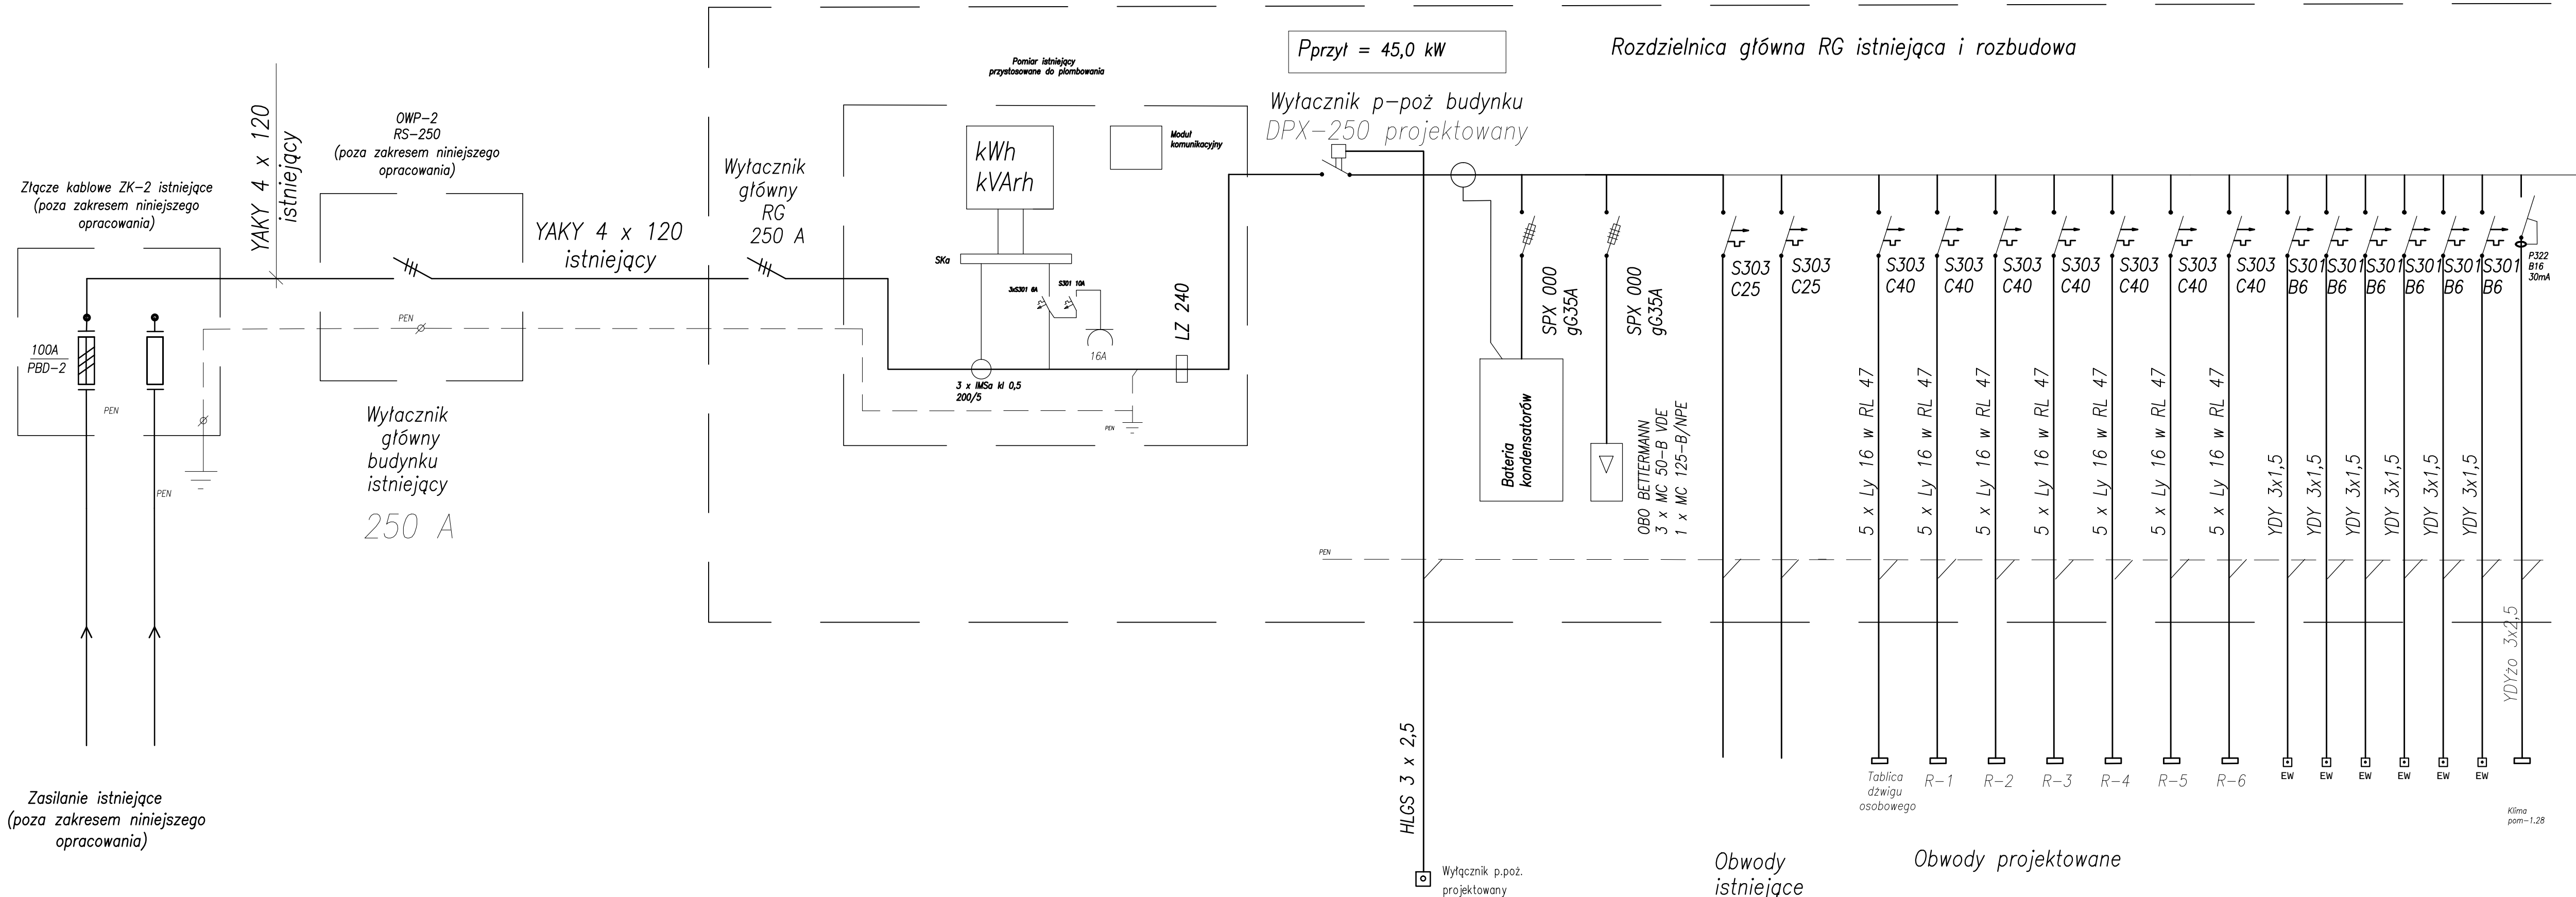 Złącze kablowe ZK-2 istniejące
(poza zakresem niniejszego
opracowania)
100A
PBD-2
PEN
PEN
Zasilanie istniejące
(poza zakresem niniejszego
opracowania)
YAKY 4 x 120
istniejący
OWP-2
RS-250
(poza zakresem niniejszego
opracowania)
PEN
Wyłacznik
główny
budynku
istniejący
250 A
YAKY 4 x 120
istniejący
Wyłacznik
główny
RG
250 A
Pomiar istniejący
przystosowane do plombowania
kWh
kVArh
Moduł
komunikacyjny
SKa
3xS301 6A
S301 10A
16A
LZ 240
3 x IMSa kl 0,5
200/5
PEN
Pprzył = 45,0 kW
Rozdzielnica główna RG istniejąca i rozbudowa
Wyłacznik p-poż budynku
DPX-250 projektowany
SPX 000
gG35A
SPX 000
gG35A
Bateria
kondensatorów
OBO BETTERMANN
3 x MC 50-B VDE
1 x MC 125-B/NPE
PEN
HLGS 3 x 2,5
Wyłącznik p.poż.
projektowany
S303
C25
S303
C25
S303
C40
S303
C40
S303
C40
S303
C40
S303
C40
S303
C40
S303
C40
S301
B6
S301
B6
S301
B6
S301
B6
S301
B6
S301
B6
P322
B16
30mA
5 x Ly 16 w RL 47
5 x Ly 16 w RL 47
5 x Ly 16 w RL 47
5 x Ly 16 w RL 47
5 x Ly 16 w RL 47
5 x Ly 16 w RL 47
5 x Ly 16 w RL 47
YDY 3x1,5
YDY 3x1,5
YDY 3x1,5
YDY 3x1,5
YDY 3x1,5
YDY 3x1,5
YDYżo 3x2,5
Tablica
dźwigu
osobowego
R-1
R-2
R-3
R-4
R-5
R-6
EW
EW
EW
EW
EW
EW
Klima
pom-1.28
Obwody
istniejące
Obwody projektowane